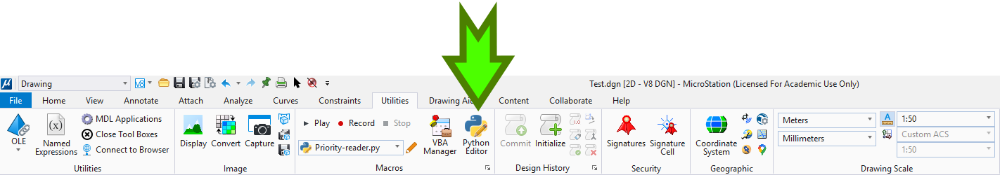 Drawing
V8
Test.dgn [2D - V8 DGN] - MicroStation (Licensed For Academic Use Only)
File Home View Annotate Attach Analyze Curves Constraints Utilities Drawing Content Collaborate Help
OLE
Named Expressions
MDL Applications
Close Tool Boxes
Connect to Browser
Utilities
Display
Convert
Capture
Image
Play Record Stop
Priority-reader.py
VBA Manager
Python Editor
Macros
Commit
Initialize
1.0
Design History
Signatures
Signature Cell
Security
Coordinate System
Geographic
Meters
Millimeters
1:50
Custom ACS
1:50
Drawing Scale